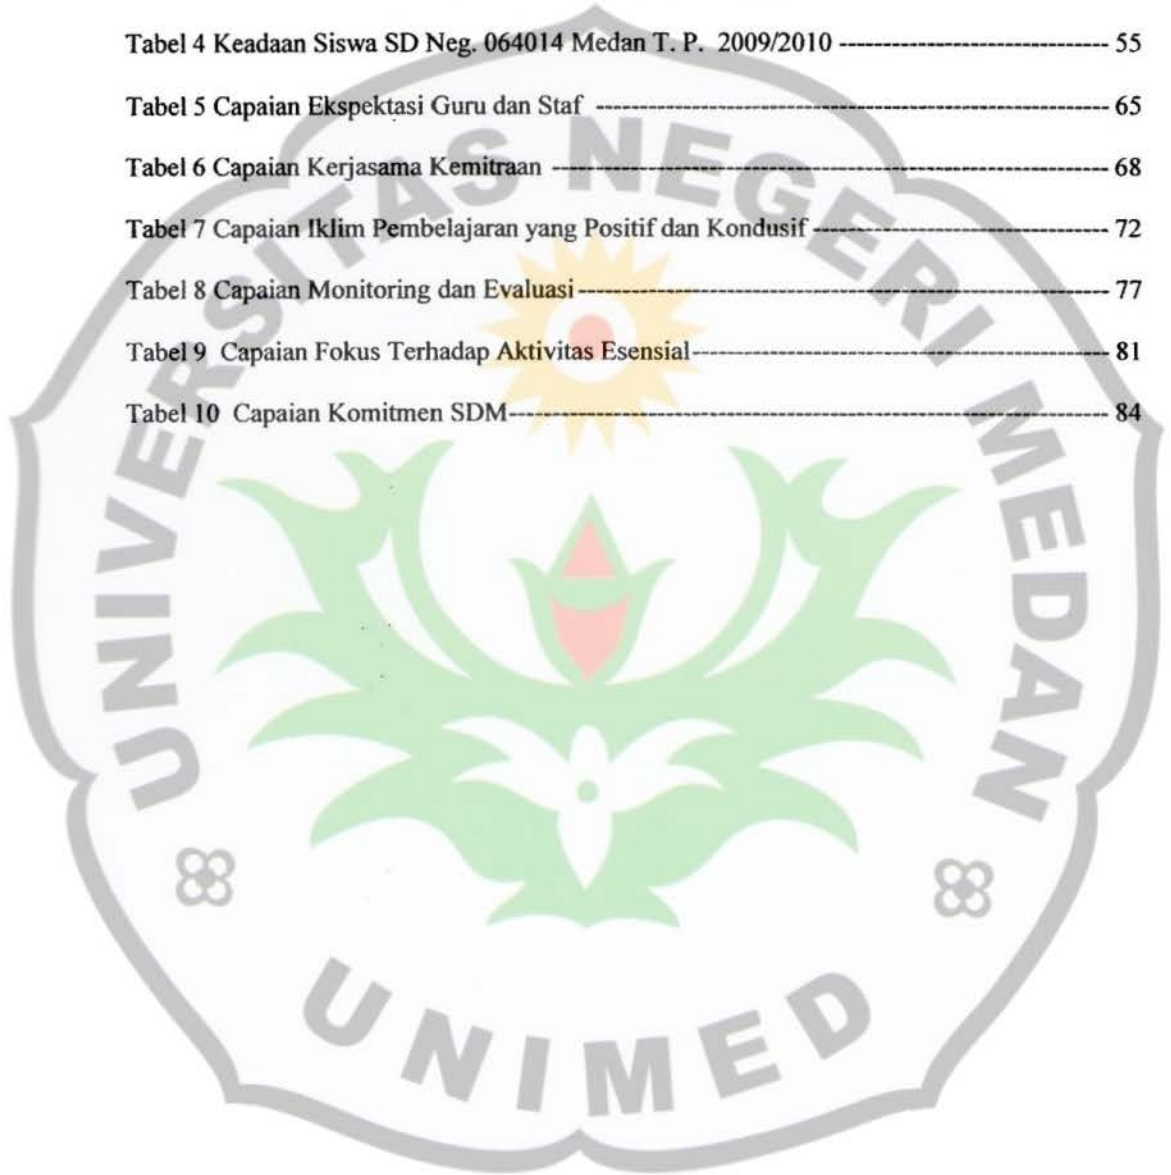 Tabel 4 Keadaan Siswa SD Neg. 064014 Medan T. P. 2009/2010 ---------------------------- 55
Tabel 5 Capaian Ekspektasi Guru dan Staf ---------------------------- 65
Tabel 6 Capaian Kerjasama Kemitraan ---------------------------- 68
Tabel 7 Capaian Iklim Pembelajaran yang Positif dan Kondusif ---------------------------- 72
Tabel 8 Capaian Monitoring dan Evaluasi ---------------------------- 77
Tabel 9 Capaian Fokus Terhadap Aktivitas Esensial ---------------------------- 81
Tabel 10 Capaian Komitmen SDM ---------------------------- 84
UNIVERSITAS NEGERI MEDAN
UNIMED